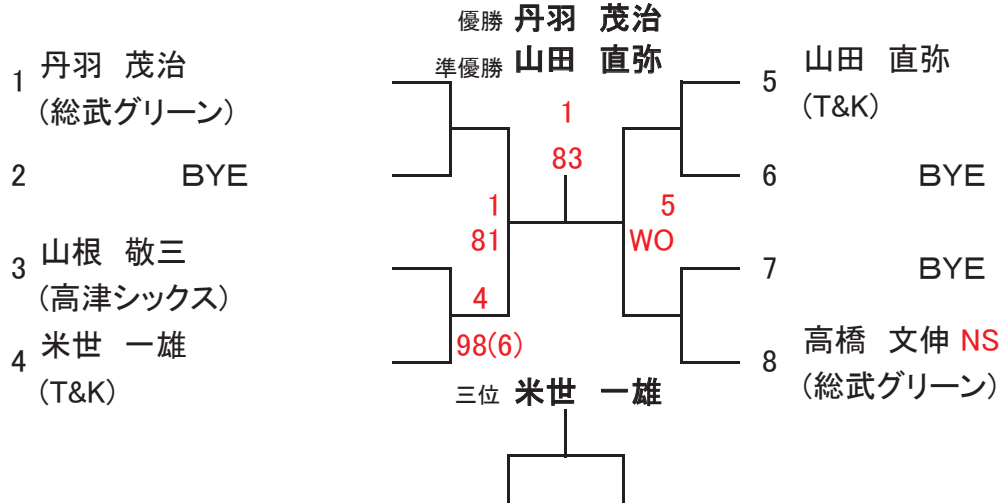 優勝 丹羽　茂治
準優勝 山田　直弥
1 丹羽　茂治
(総武グリーン)
2 BYE
3 山根　敬三
(高津シックス)
4 米世　一雄
(T&K)
1
81
4
98(6)
1
83
5
WO
5 山田　直弥
(T&K)
6 BYE
7 BYE
8 高橋　文伸 NS
(総武グリーン)
三位 米世　一雄